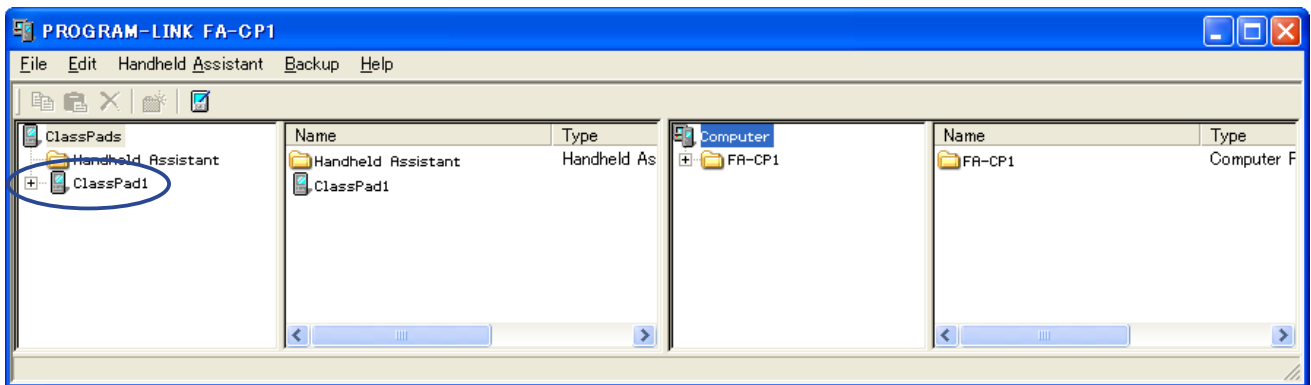 PROGRAM-LINK FA-CP1
File Edit Handheld Assistant Backup Help
ClassPads
Handheld Assistant
ClassPad1
Name Type
Handheld Assistant Handheld As
ClassPad1
Computer
FA-CP1
Name Type
FA-CP1 Computer F